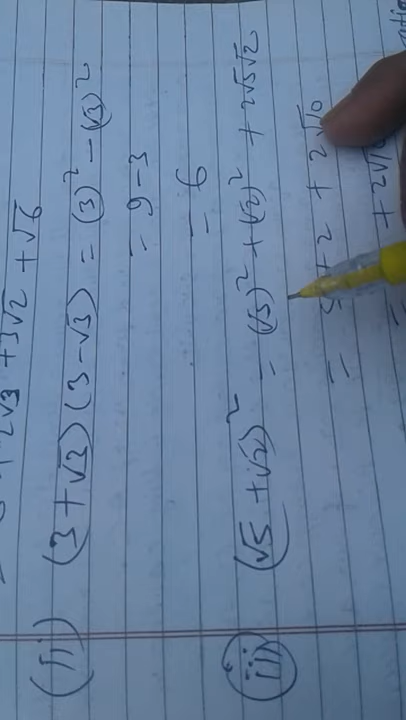 + 2√3 + 3√2 + √6
(ii) (3+√3)(3-√3) = (3)² - (√3)²
= 9-3
= 6
(iii) (√5 + √2)² = (√5)² + (√2)² + 2√5√2
= 5 + 2 + 2√10
= + 2√10